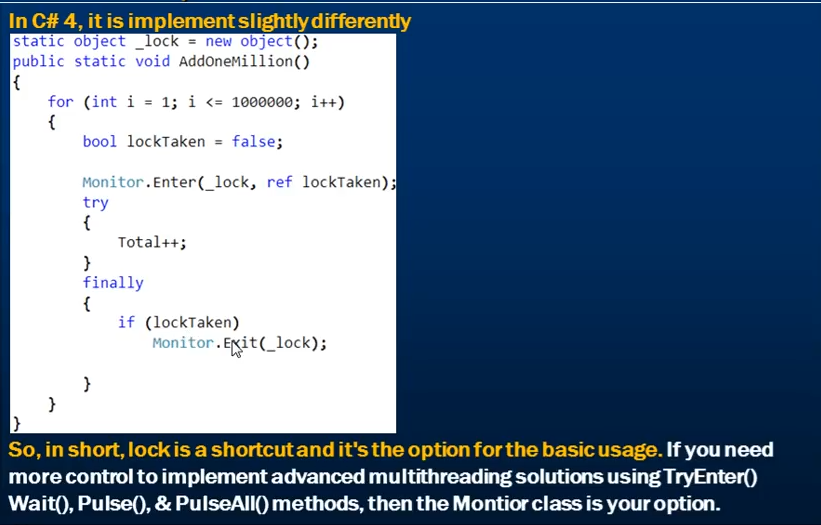 In C# 4, it is implement slightly differently
static object _lock = new object();
public static void AddOneMillion()
{
    for (int i = 1; i <= 1000000; i++)
    {
        bool lockTaken = false;

        Monitor.Enter(_lock, ref lockTaken);
        try
        {
            Total++;
        }
        finally
        {
            if (lockTaken)
                Monitor.Exit(_lock);

        }
    }
}
So, in short, lock is a shortcut and it's the option for the basic usage. If you need
more control to implement advanced multithreading solutions using TryEnter()
Wait(), Pulse(), & PulseAll() methods, then the Montior class is your option.